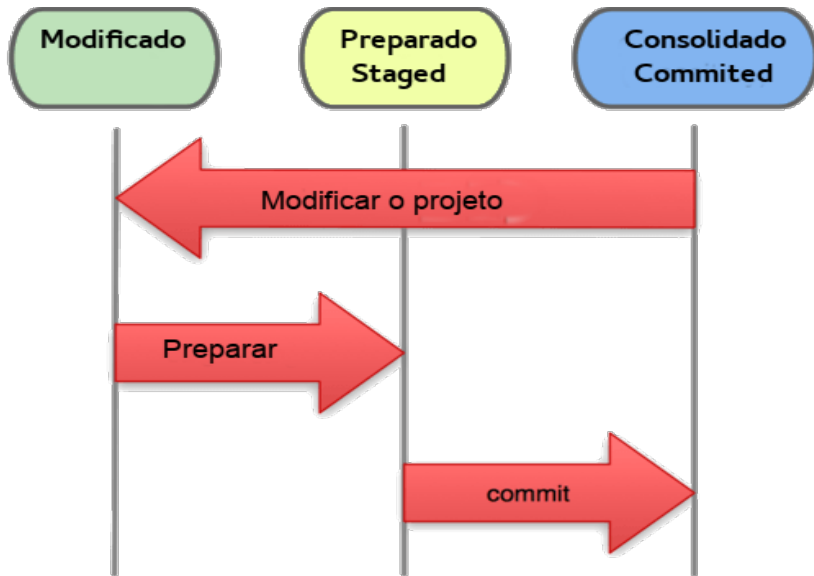 Modificado
Preparado
Staged
Consolidado
Commited
Modificar o projeto
Preparar
commit